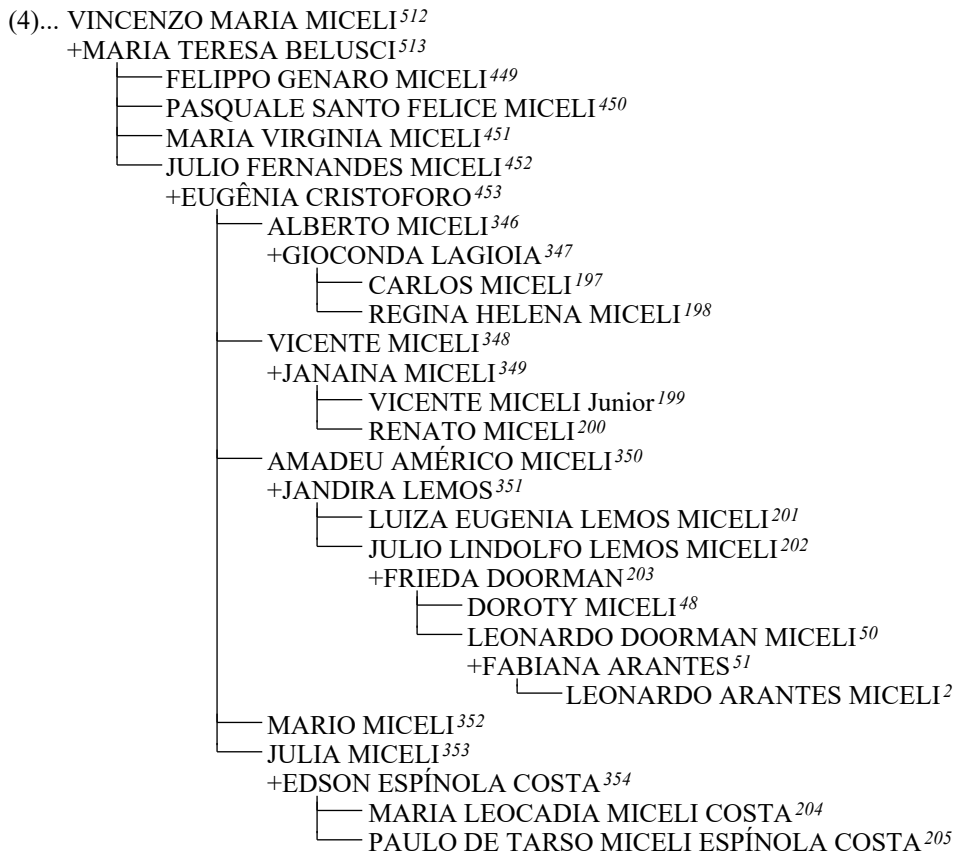 (4)... VINCENZO MARIA MICELI512
+MARIA TERESA BELUSCI513
FELIPPO GENARO MICELI449
PASQUALE SANTO FELICE MICELI450
MARIA VIRGINIA MICELI451
JULIO FERNANDES MICELI452
+EUGÊNIA CRISTOFORO453
ALBERTO MICELI346
+GIOCONDA LAGIOIA347
CARLOS MICELI197
REGINA HELENA MICELI198
VICENTE MICELI348
+JANAINA MICELI349
VICENTE MICELI Junior199
RENATO MICELI200
AMADEU AMÉRICO MICELI350
+JANDIRA LEMOS351
LUIZA EUGENIA LEMOS MICELI201
JULIO LINDOLFO LEMOS MICELI202
+FRIEDA DOORMAN203
DOROTY MICELI48
LEONARDO DOORMAN MICELI50
+FABIANA ARANTES51
LEONARDO ARANTES MICELI2
MARIO MICELI352
JULIA MICELI353
+EDSON ESPÍNOLA COSTA354
MARIA LEOCADIA MICELI COSTA204
PAULO DE TARSO MICELI ESPÍNOLA COSTA205